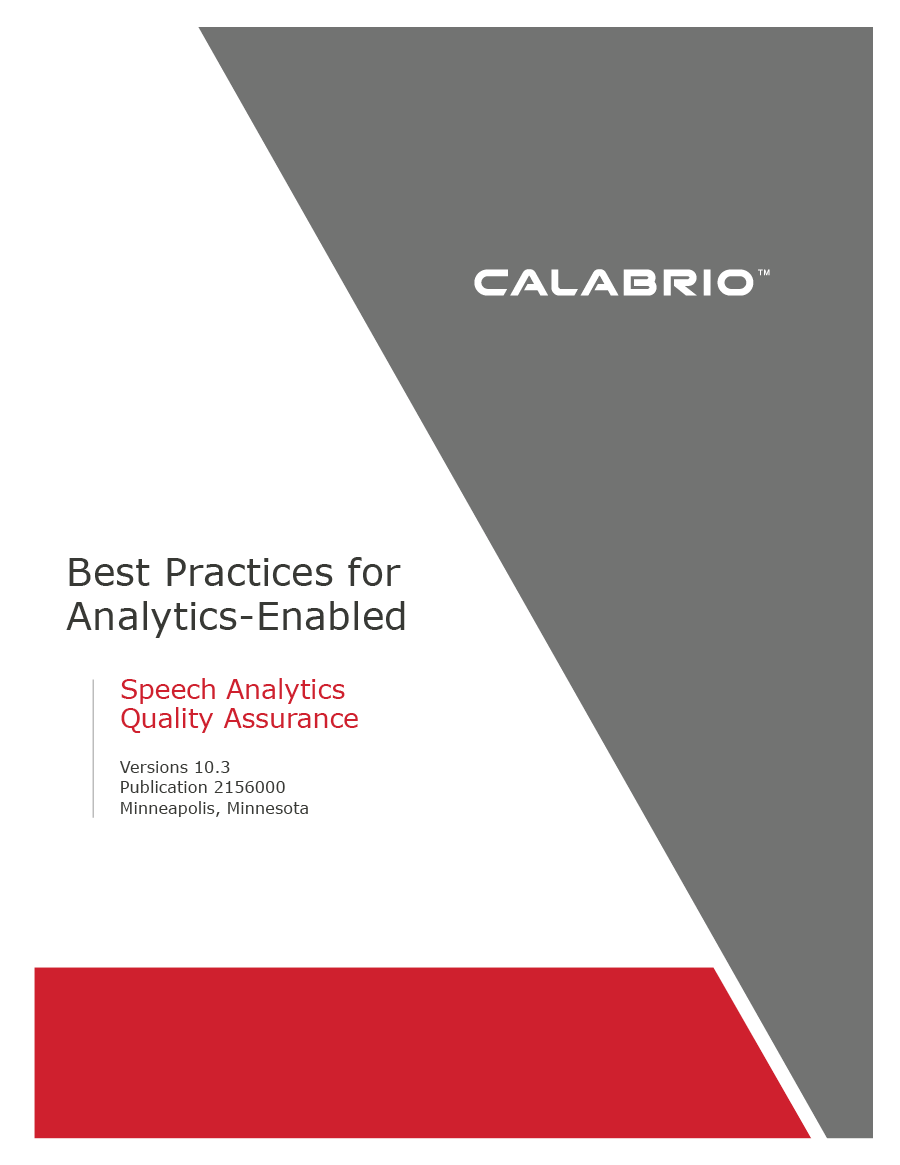 CALABRIO™
Best Practices for
Analytics-Enabled
Speech Analytics
Quality Assurance
Versions 10.3
Publication 2156000
Minneapolis, Minnesota